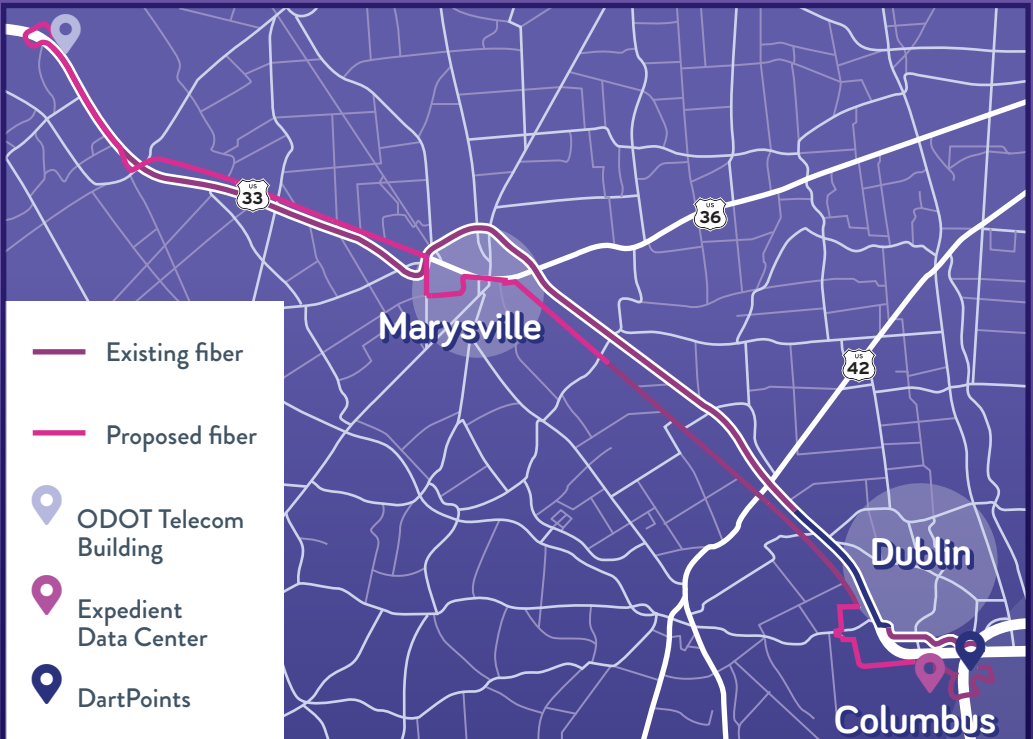 US
33
US
36
Marysville
US
42
Existing fiber
Proposed fiber
ODOT Telecom
Building
Expedient
Data Center
DartPoints
Dublin
Columbus